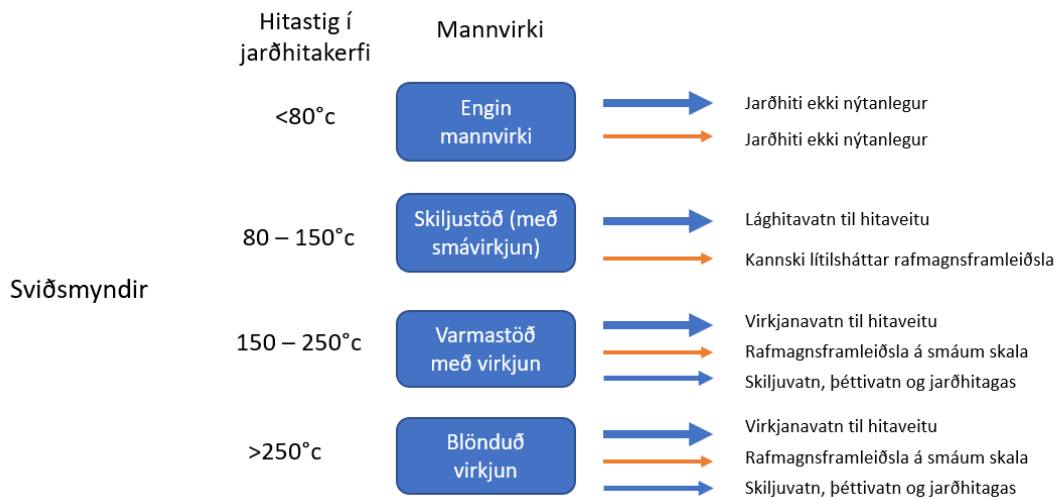 Hitastig í
jarðhitakerfi
Mannvirki
Sviðsmyndir
<80°c
Engin
mannvirki
Jarðhiti ekki nýtanlegur
Jarðhiti ekki nýtanlegur
80 – 150°c
Skiljustöð (með
smávirkjun)
Lághitavatn til hitaveitu
Kannski lítilsháttar rafmagnsframleiðsla
150 – 250°c
Varmastöð
með virkjun
Virkjanavatn til hitaveitu
Rafmagnsframleiðsla á smáum skala
Skiljuvatn, þéttivatn og jarðhitagas
>250°c
Blönduð
virkjun
Virkjanavatn til hitaveitu
Rafmagnsframleiðsla á smáum skala
Skiljuvatn, þéttivatn og jarðhitagas